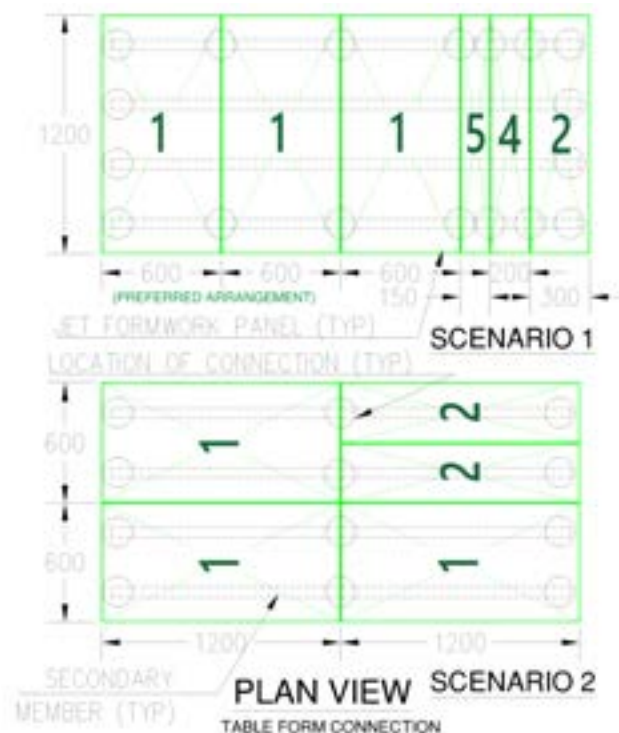 1200
1 1 1 5 4 2
600 600 600 200
(PREFERRED ARRANGEMENT) 150 300
JET FORMWORK PANEL (TYP)
SCENARIO 1
LOCATION OF CONNECTION (TYP)
600
1
2
2
600
1
1
1200 1200
SECONDARY
MEMBER (TYP)
PLAN VIEW
SCENARIO 2
TABLE FORM CONNECTION